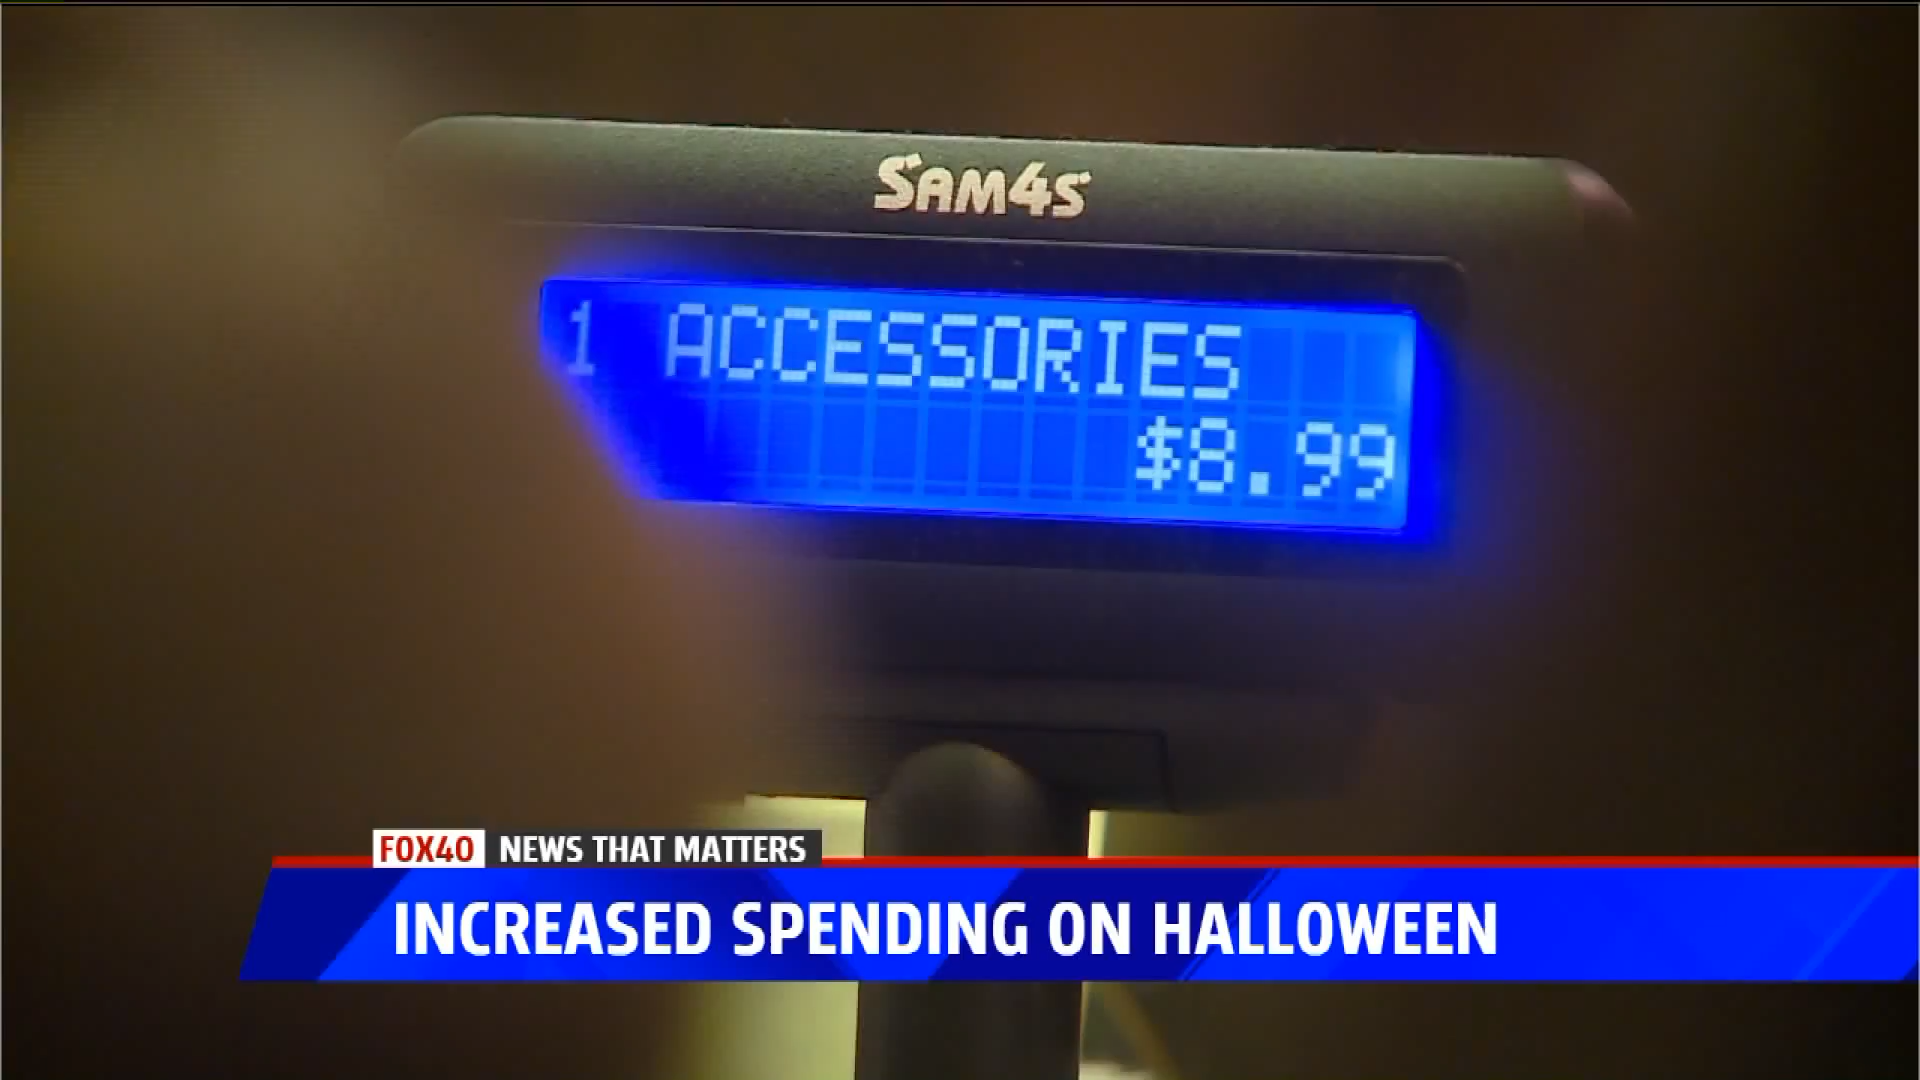 SAM4S
1 ACCESSORIES
$8.99
FOX40 NEWS THAT MATTERS
INCREASED SPENDING ON HALLOWEEN